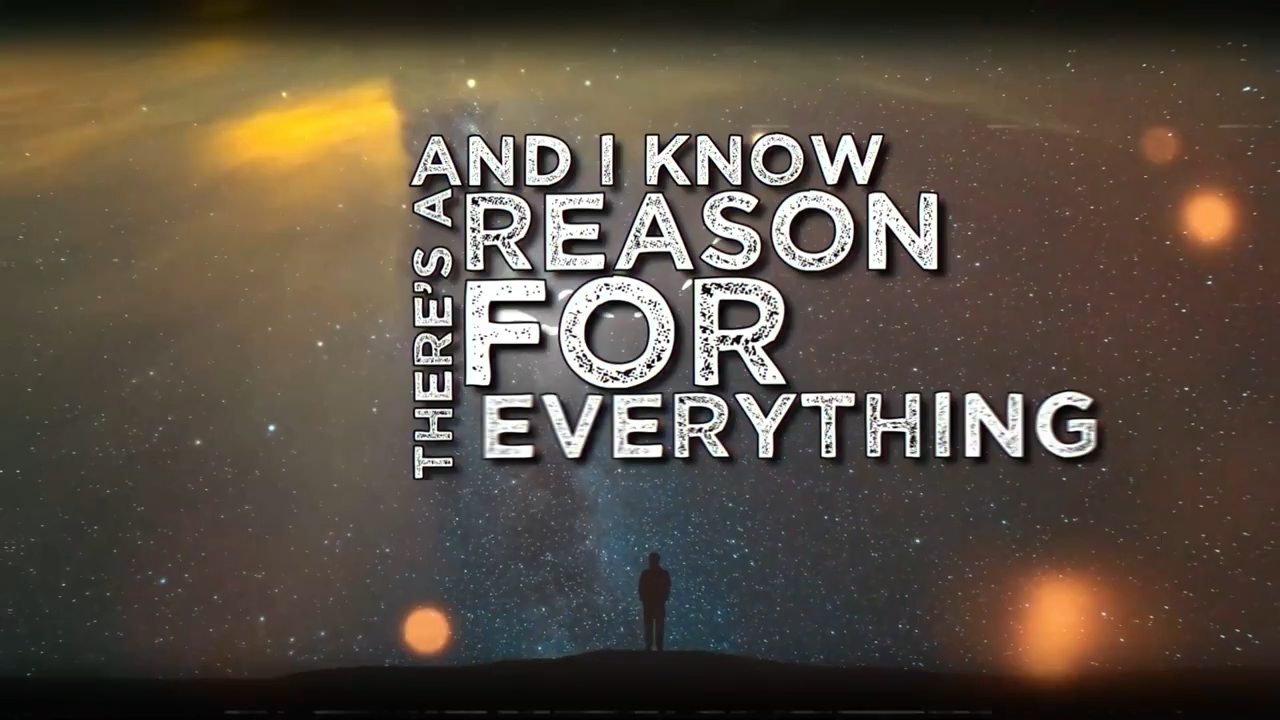 AND I KNOW
THERE'S A
REASON
FOR
EVERYTHING